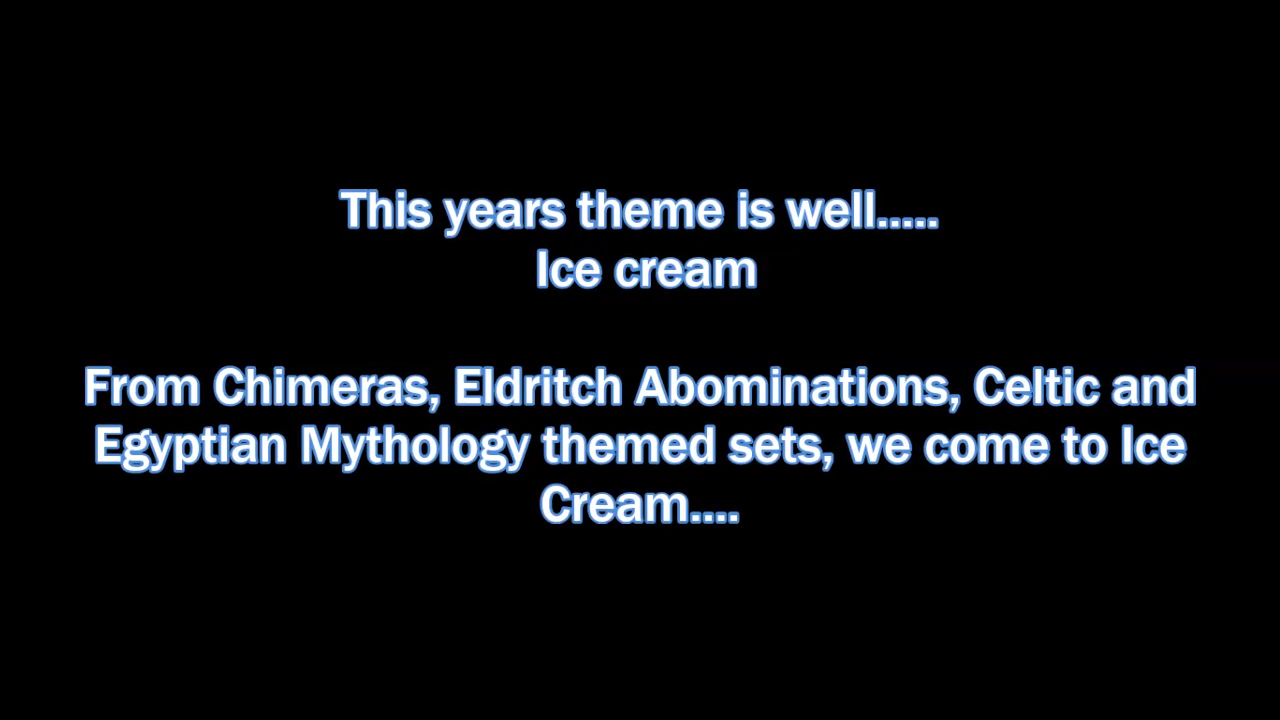 This years theme is well.....
Ice cream
From Chimeras, Eldritch Abominations, Celtic and
Egyptian Mythology themed sets, we come to Ice
Cream....